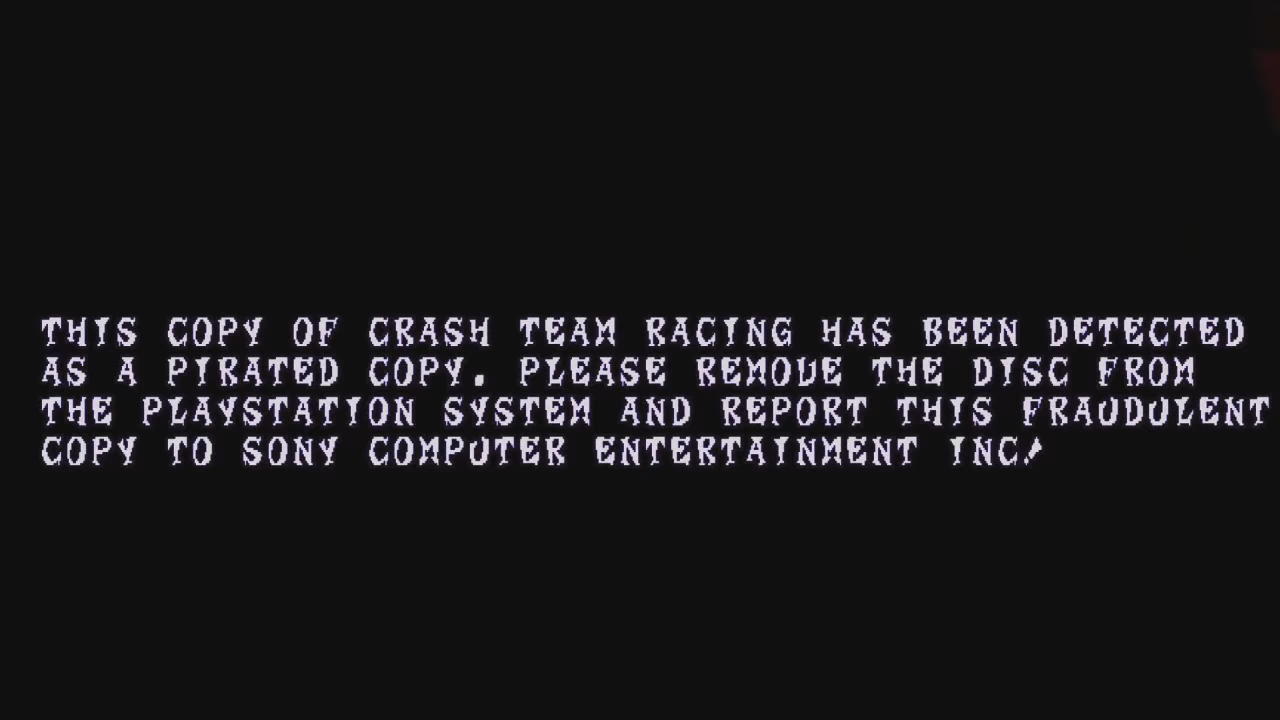 THIS COPY OF CRASH TEAM RACING HAS BEEN DETECTED
AS A PIRATED COPY. PLEASE REMOVE THE DISC FROM
THE PLAYSTATION SYSTEM AND REPORT THIS FRAUDULENT
COPY TO SONY COMPUTER ENTERTAINMENT INC.